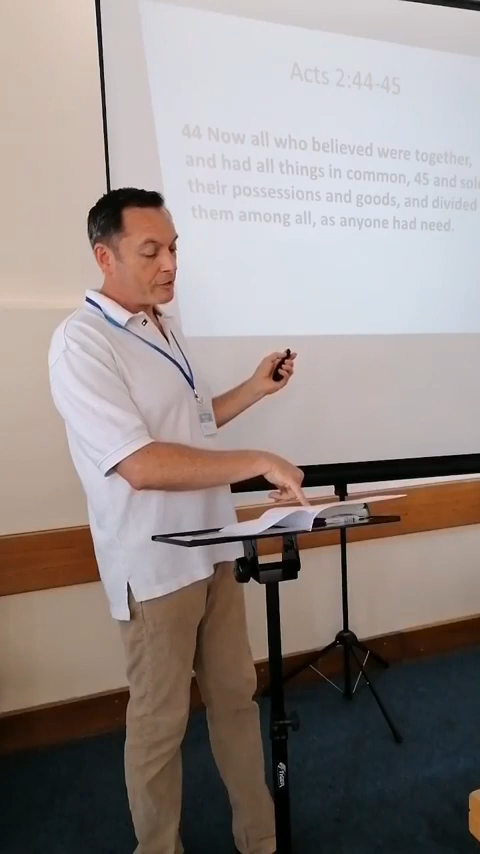 Acts 2:44-45
44 Now all who believed were together,
and had all things in common, 45 and sold
their possessions and goods, and divided
them among all, as anyone had need.
TIGER